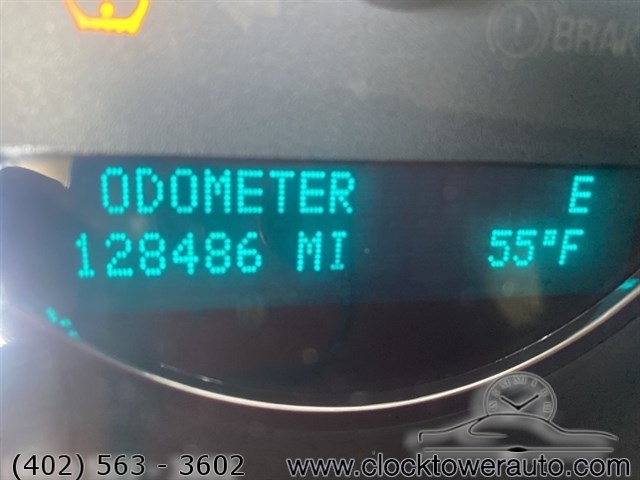 BRAK
ODOMETER E
128486 MI 55°F
(402) 563 - 3602 www.clocktowerauto.com